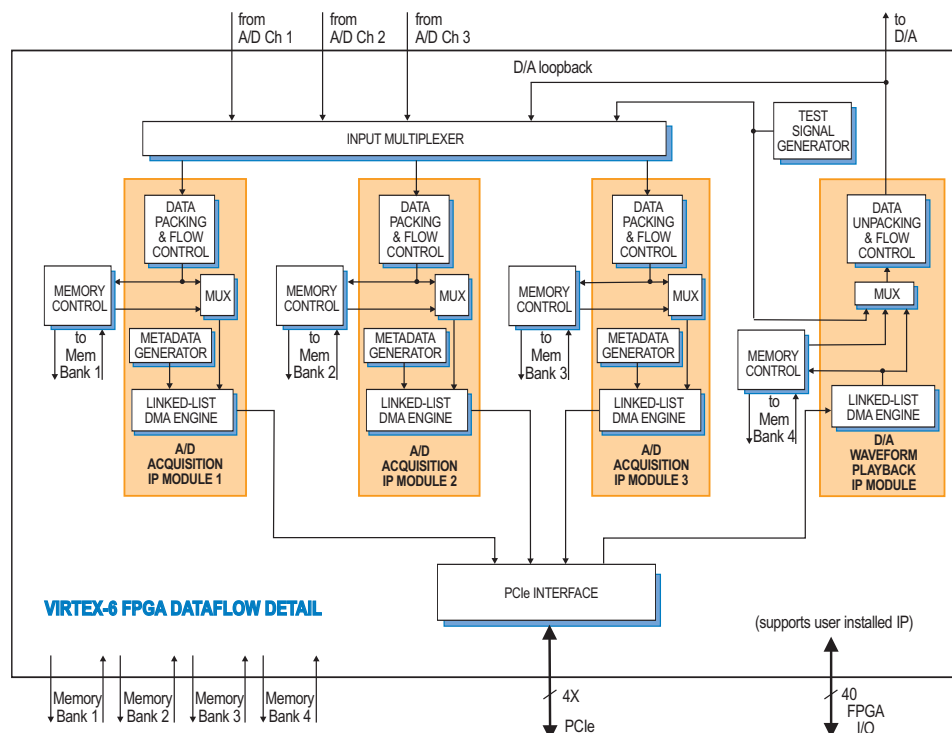 from
A/D Ch 1
from
A/D Ch 2
from
A/D Ch 3
to
D/A
D/A loopback
INPUT MULTIPLEXER
TEST
SIGNAL
GENERATOR
DATA
PACKING
& FLOW
CONTROL
MEMORY
CONTROL
MUX
to
Mem
Bank 1
METADATA
GENERATOR
LINKED-LIST
DMA ENGINE
A/D
ACQUISITION
IP MODULE 1
DATA
PACKING
& FLOW
CONTROL
MEMORY
CONTROL
MUX
to
Mem
Bank 2
METADATA
GENERATOR
LINKED-LIST
DMA ENGINE
A/D
ACQUISITION
IP MODULE 2
DATA
PACKING
& FLOW
CONTROL
MEMORY
CONTROL
MUX
to
Mem
Bank 3
METADATA
GENERATOR
LINKED-LIST
DMA ENGINE
A/D
ACQUISITION
IP MODULE 3
DATA
UNPACKING
& FLOW
CONTROL
MUX
MEMORY
CONTROL
to
Mem
Bank 4
LINKED-LIST
DMA ENGINE
D/A
WAVEFORM
PLAYBACK
IP MODULE
PCIe INTERFACE
VIRTEX-6 FPGA DATAFLOW DETAIL
(supports user installed IP)
Memory
Bank 1
Memory
Bank 2
Memory
Bank 3
Memory
Bank 4
4X
PCIe
40
FPGA
I/O